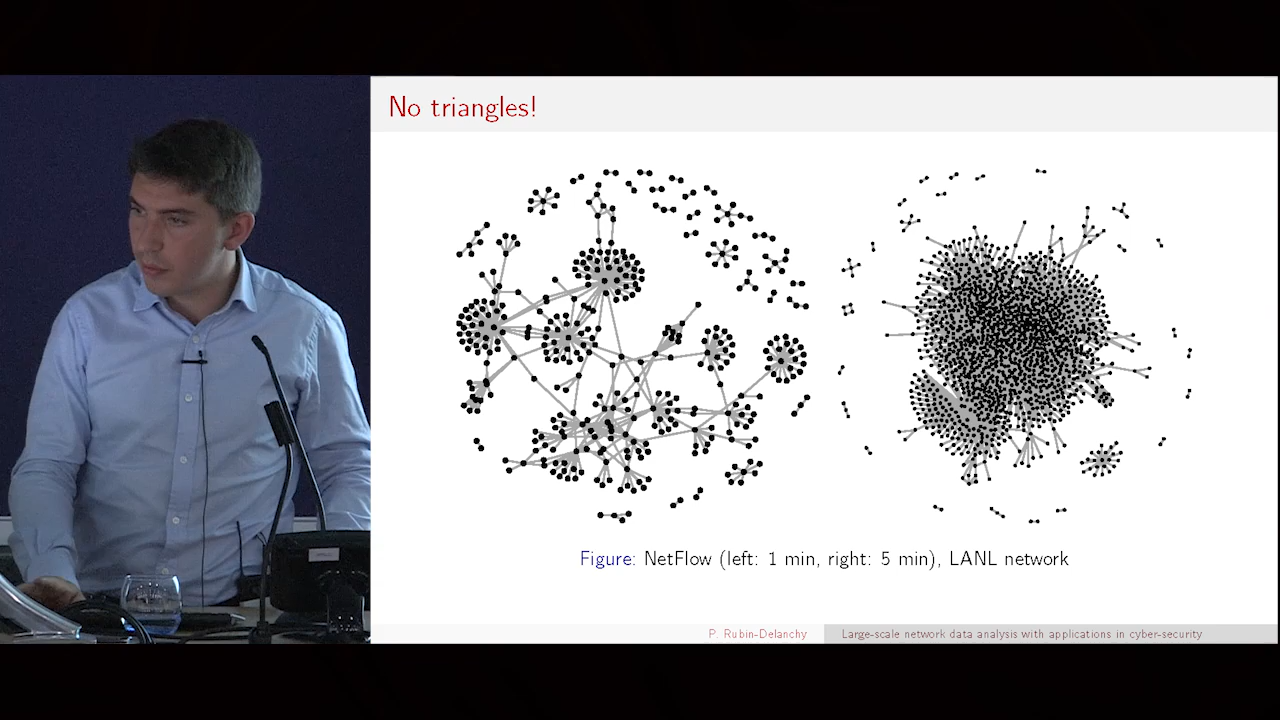 No triangles!
Figure: NetFlow (left: 1 min, right: 5 min), LANL network
P. Rubin-Delanchy
Large-scale network data analysis with applications in cyber-security